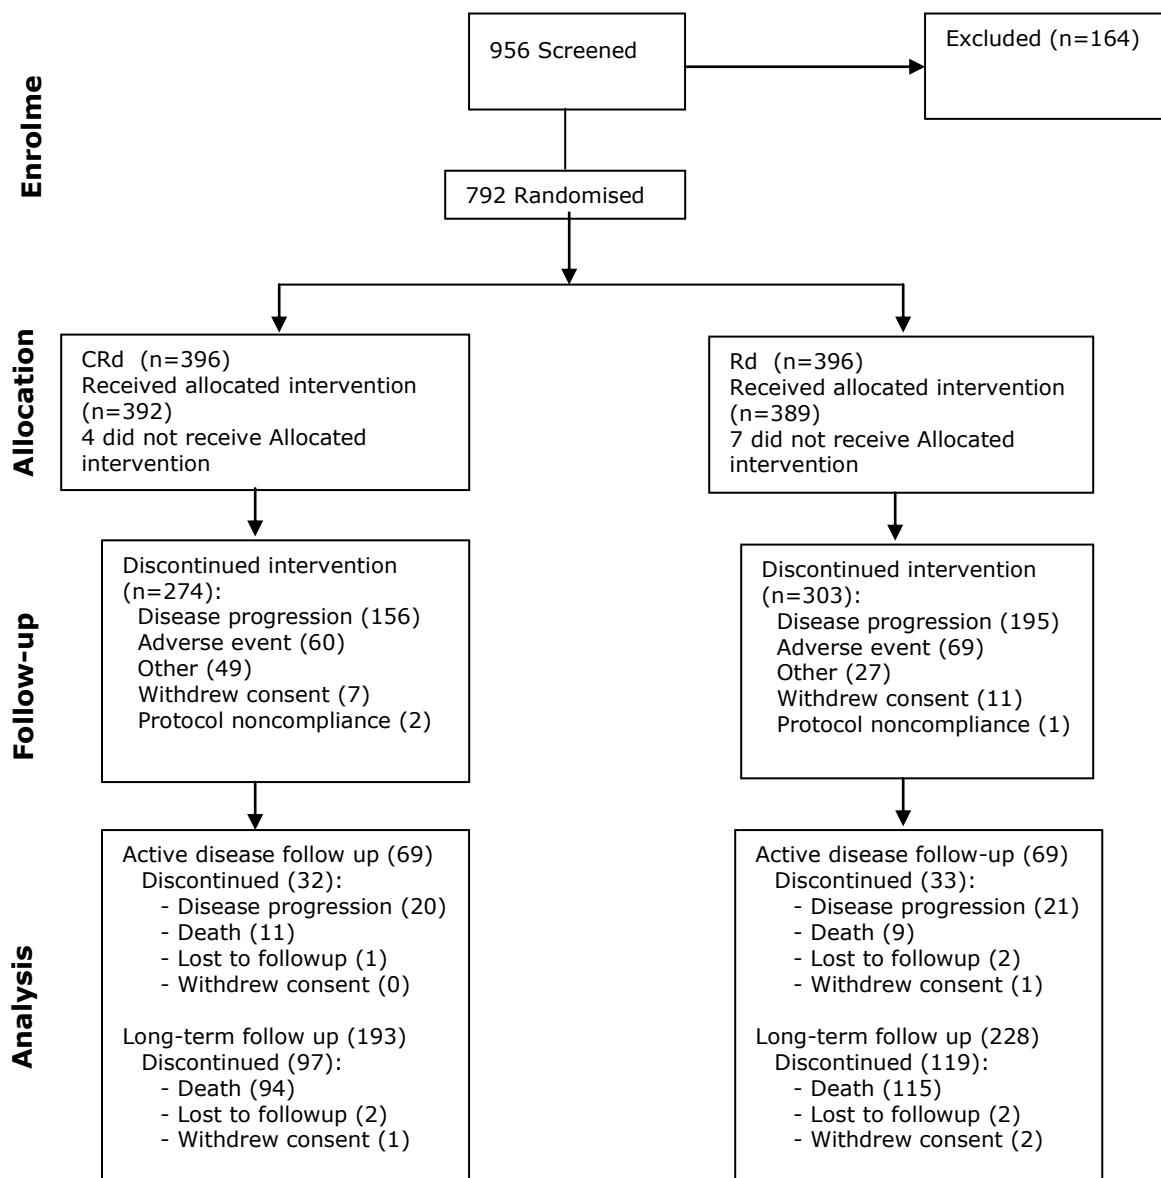 Enrolme
956 Screened
Excluded (n=164)
792 Randomised
Allocation
CRd  (n=396)
Received allocated intervention
(n=392)
4 did not receive Allocated
intervention
Rd  (n=396)
Received allocated intervention
(n=389)
7 did not receive Allocated
intervention
Follow-up
Discontinued intervention
(n=274):
Disease progression (156)
Adverse event (60)
Other (49)
Withdrew consent (7)
Protocol noncompliance (2)
Discontinued intervention
(n=303):
Disease progression (195)
Adverse event (69)
Other (27)
Withdrew consent (11)
Protocol noncompliance (1)
Analysis
Active disease follow up (69)
Discontinued (32):
- Disease progression (20)
- Death (11)
- Lost to followup (1)
- Withdrew consent (0)
Long-term follow up (193)
Discontinued (97):
- Death (94)
- Lost to followup (2)
- Withdrew consent (1)
Active disease follow-up (69)
Discontinued (33):
- Disease progression (21)
- Death (9)
- Lost to followup (2)
- Withdrew consent (1)
Long-term follow up (228)
Discontinued (119):
- Death (115)
- Lost to followup (2)
- Withdrew consent (2)